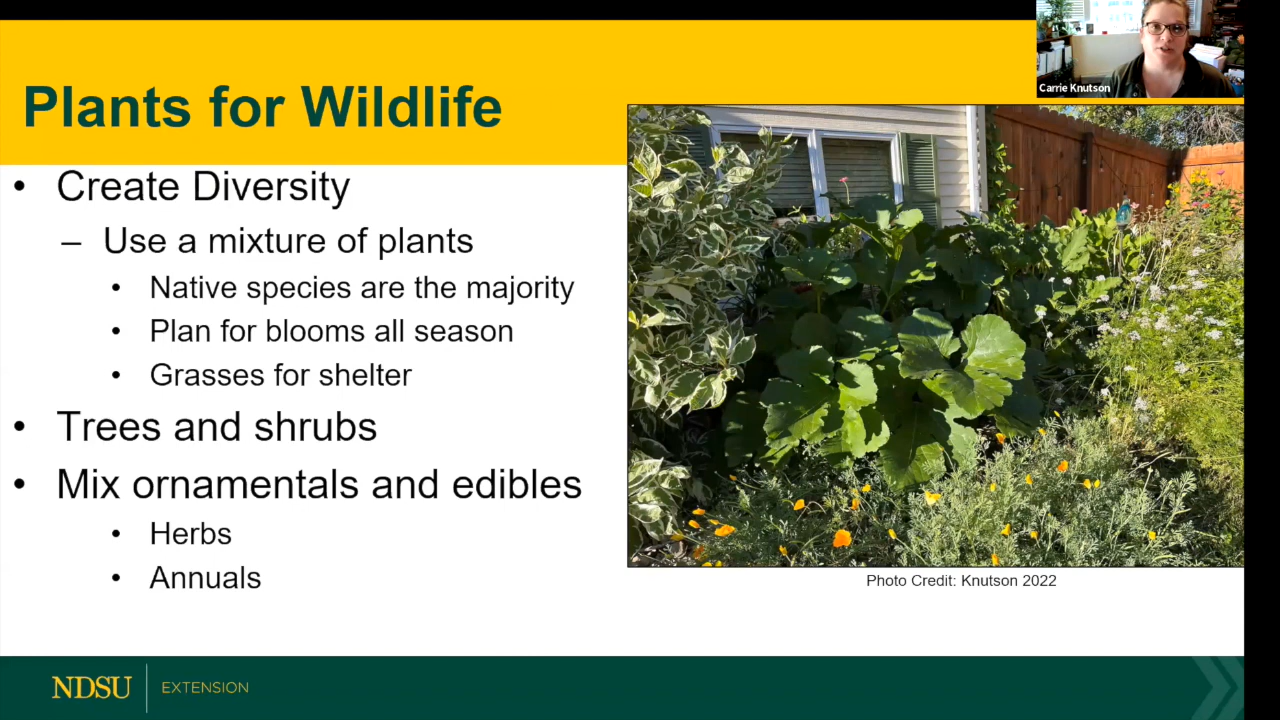 Carrie Knutson
Plants for Wildlife
• Create Diversity
– Use a mixture of plants
• Native species are the majority
• Plan for blooms all season
• Grasses for shelter
• Trees and shrubs
• Mix ornamentals and edibles
• Herbs
• Annuals
Photo Credit: Knutson 2022
NDSU EXTENSION